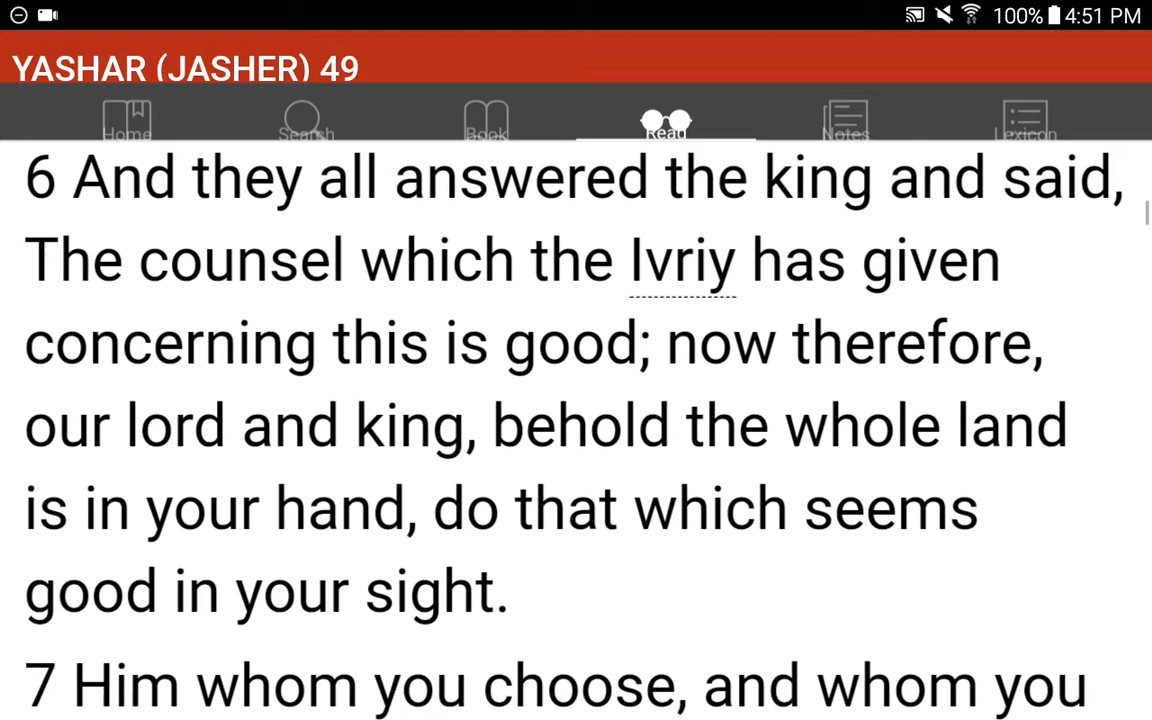 100% 4:51 PM
YASHAR (JASHER) 49
Home Search Book Read Notes Lexicon
6 And they all answered the king and said,
The counsel which the Ivriy has given
concerning this is good; now therefore,
our lord and king, behold the whole land
is in your hand, do that which seems
good in your sight.
7 Him whom you choose, and whom you